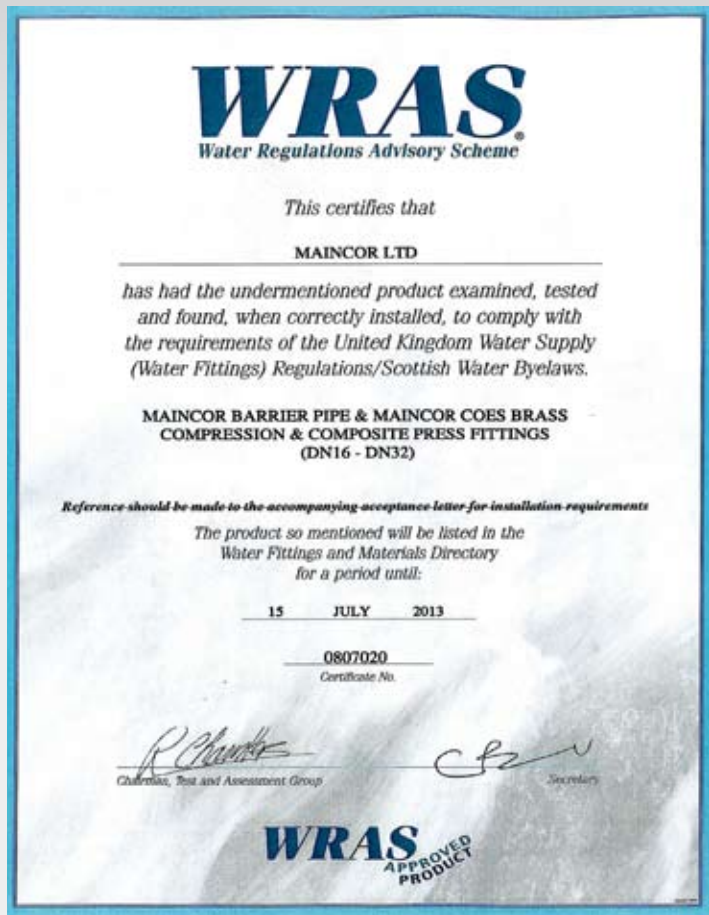 WRAS®
Water Regulations Advisory Scheme
This certifies that
MAINCOR LTD
has had the undermentioned product examined, tested
and found, when correctly installed, to comply with
the requirements of the United Kingdom Water Supply
(Water Fittings) Regulations/Scottish Water Byelaws.
MAINCOR BARRIER PIPE & MAINCOR COES BRASS
COMPRESSION & COMPOSITE PRESS FITTINGS
(DN16 - DN32)
Reference should be made to the accompanying acceptance letter for installation requirements
The product so mentioned will be listed in the
Water Fittings and Materials Directory
for a period until:
15 JULY 2013
0807020
Certificate No.
R Chandler
Chairman, Test and Assessment Group
Secretary
WRAS APPROVED
PRODUCT